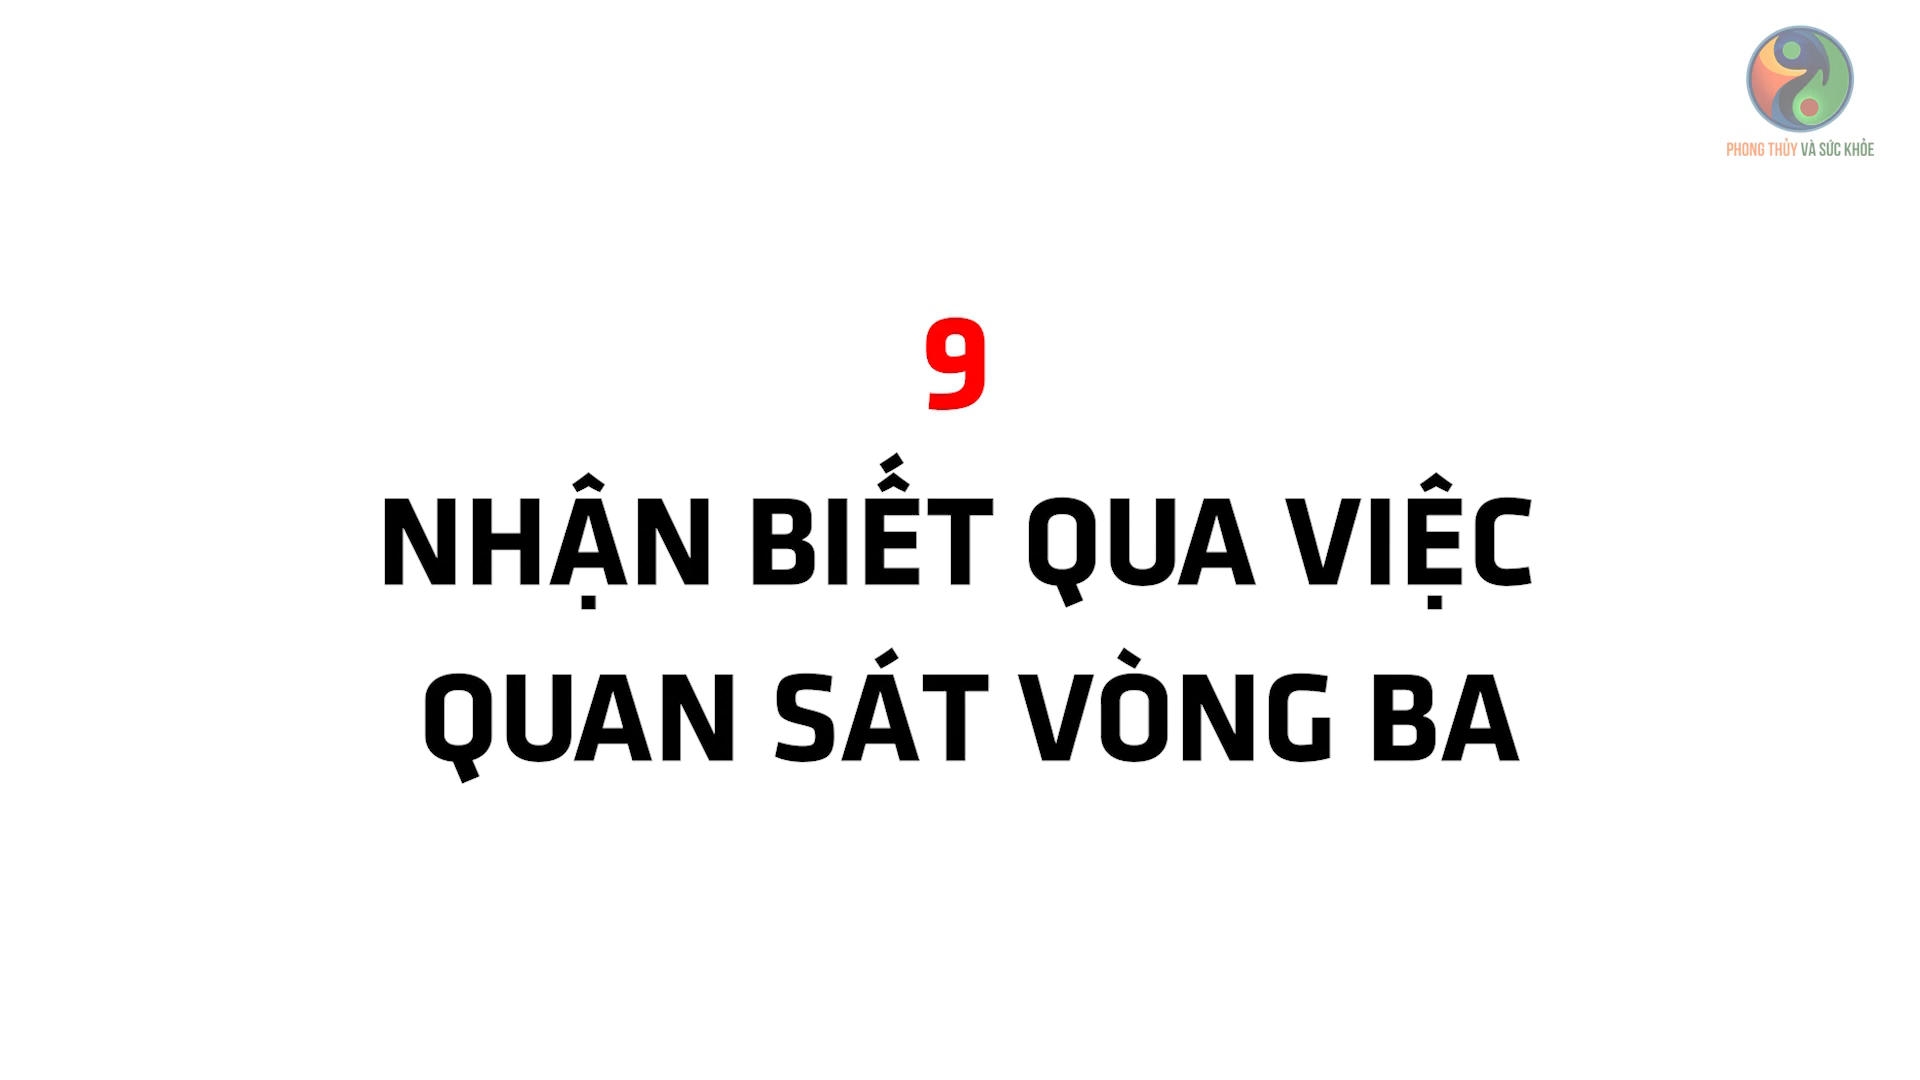 PHONG THỦY VÀ SỨC KHỎE
9
NHẬN BIẾT QUA VIỆC
QUAN SÁT VÒNG BA